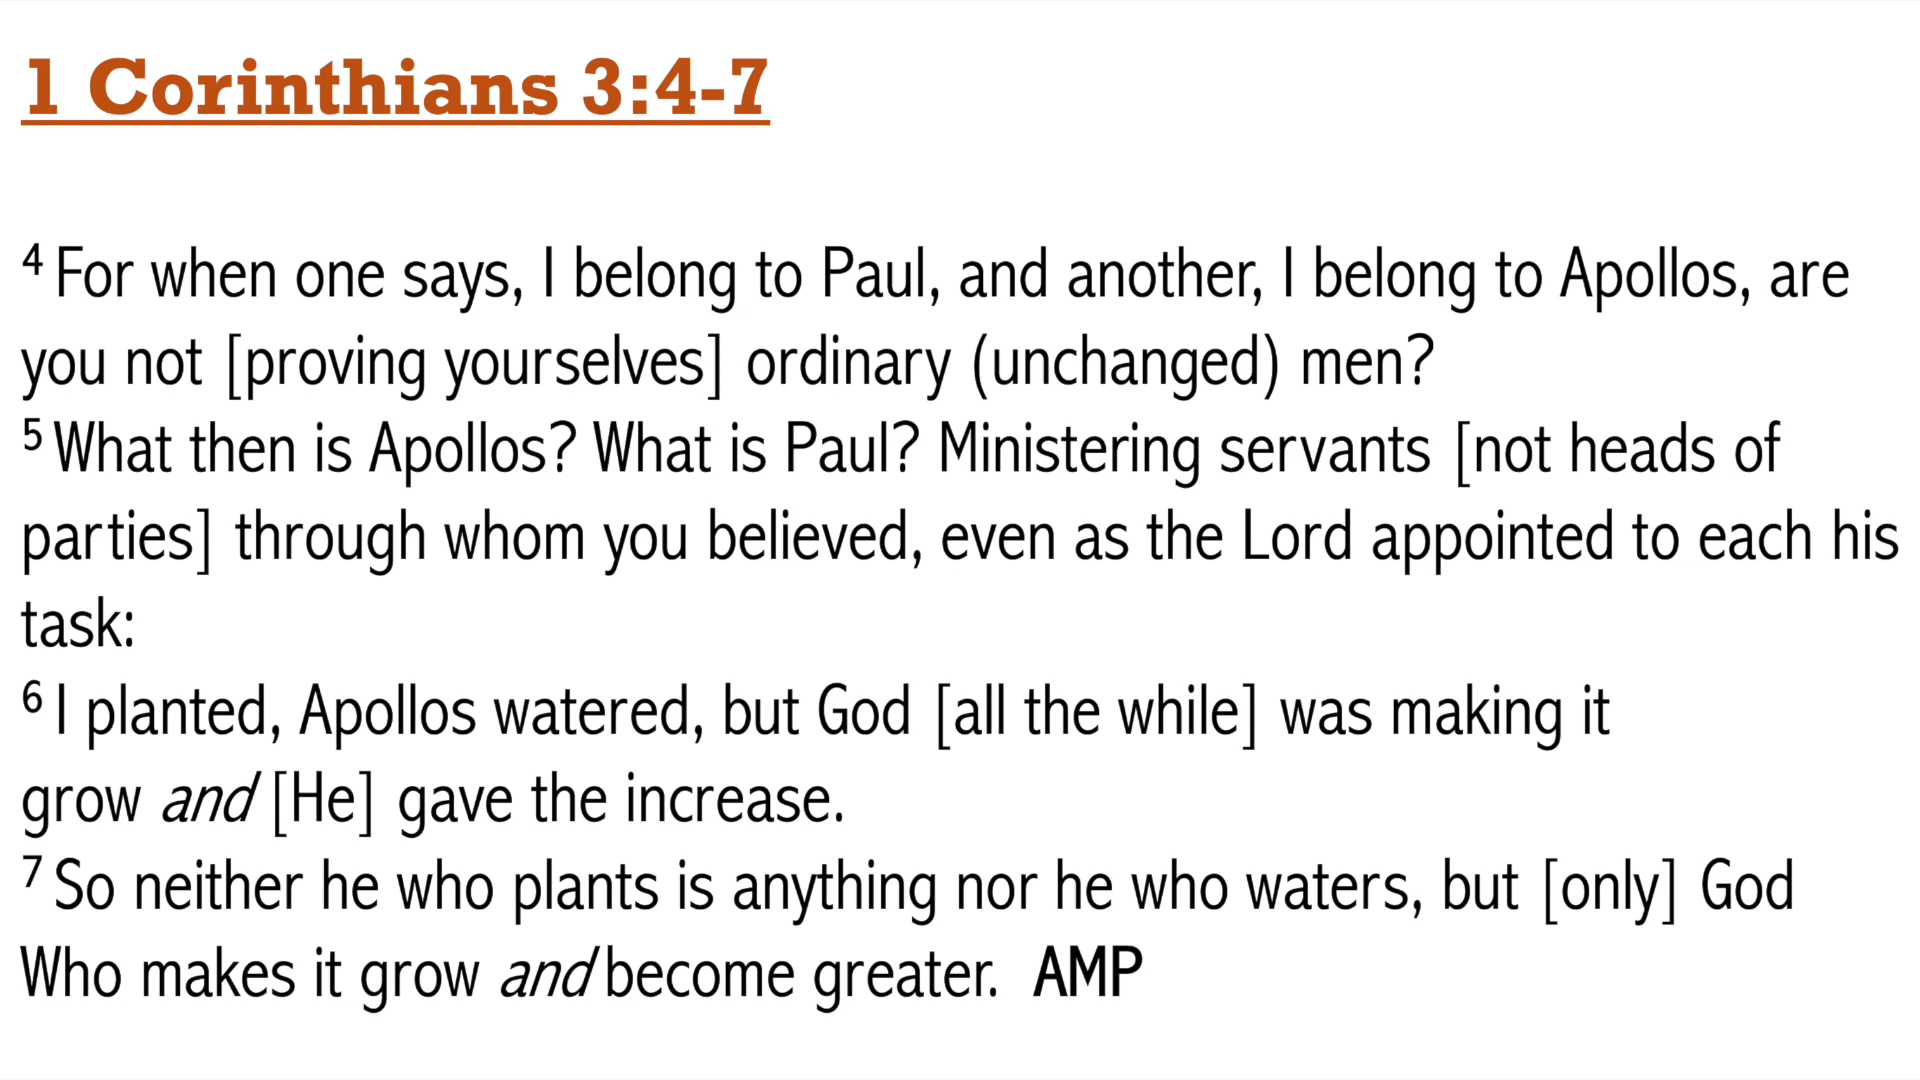 1 Corinthians 3:4-7
4 For when one says, I belong to Paul, and another, I belong to Apollos, are
you not [proving yourselves] ordinary (unchanged) men?
5 What then is Apollos? What is Paul? Ministering servants [not heads of
parties] through whom you believed, even as the Lord appointed to each his
task:
6 I planted, Apollos watered, but God [all the while] was making it
grow and [He] gave the increase.
7 So neither he who plants is anything nor he who waters, but [only] God
Who makes it grow and become greater. AMP